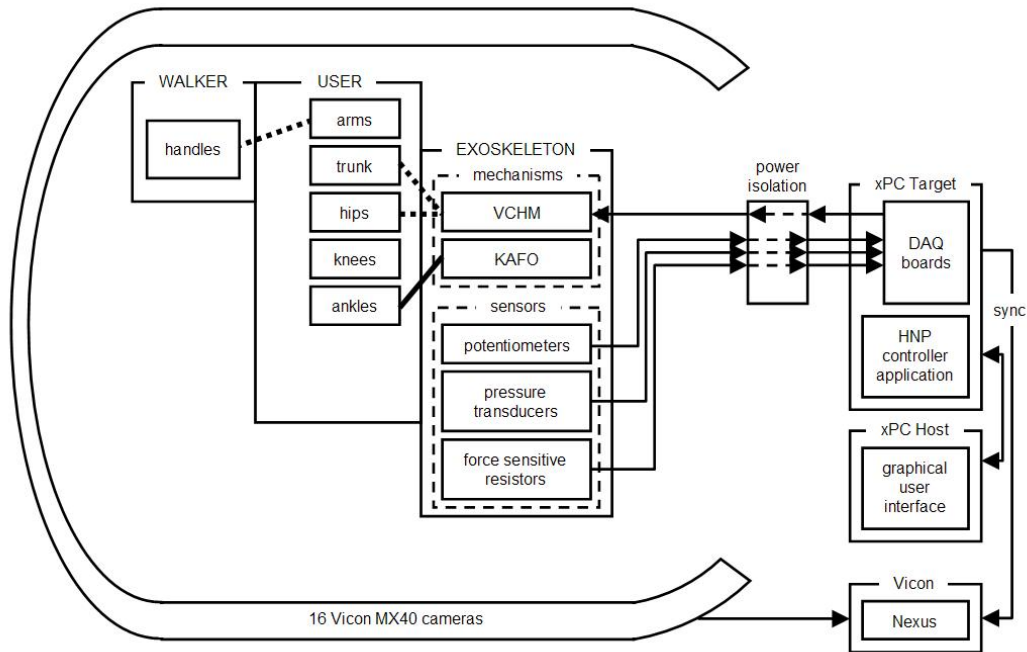 WALKER
handles
USER
arms
trunk
hips
knees
ankles
EXOSKELETON
mechanisms
VCHM
KAFO
sensors
potentiometers
pressure
transducers
force sensitive
resistors
power
isolation
xPC Target
DAQ
boards
HNP
controller
application
sync
xPC Host
graphical
user
interface
Vicon
Nexus
16 Vicon MX40 cameras